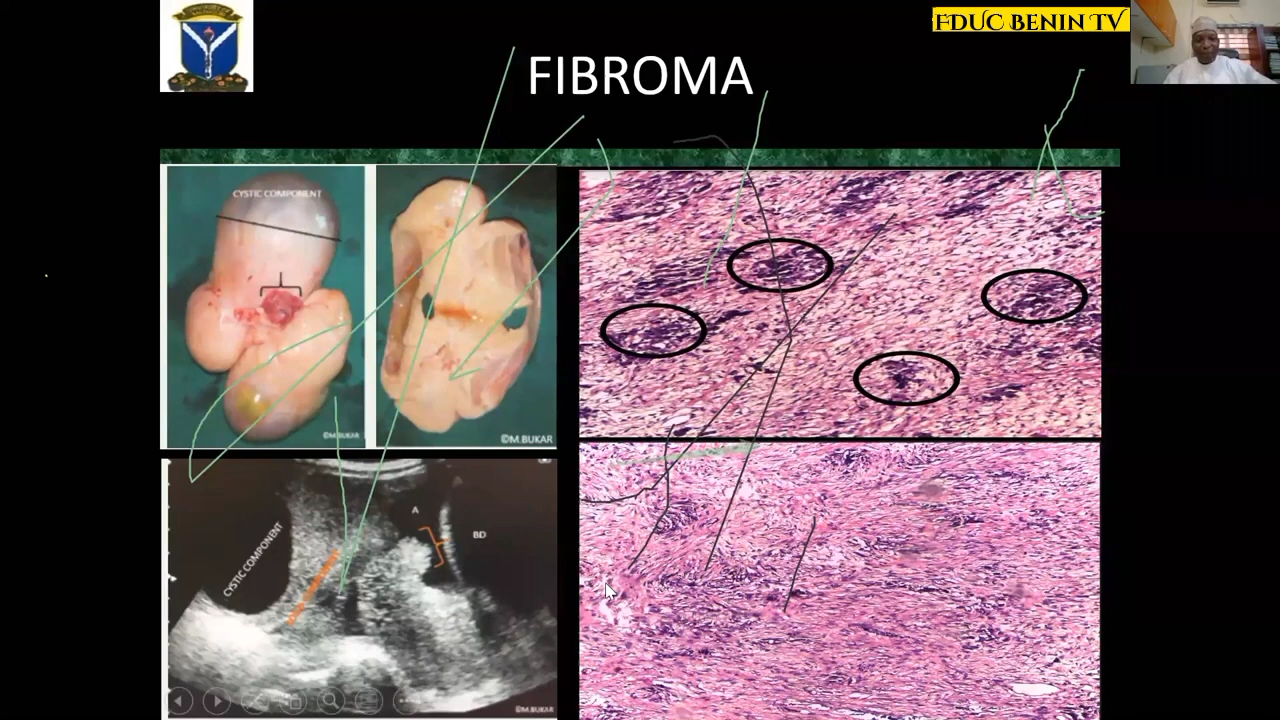 EDUC BENIN TV
FIBROMA
CYSTIC COMPONENT
©M.BUKAR
©M.BUKAR
CYSTIC COMPONENT
A
BD
©M.BUKAR